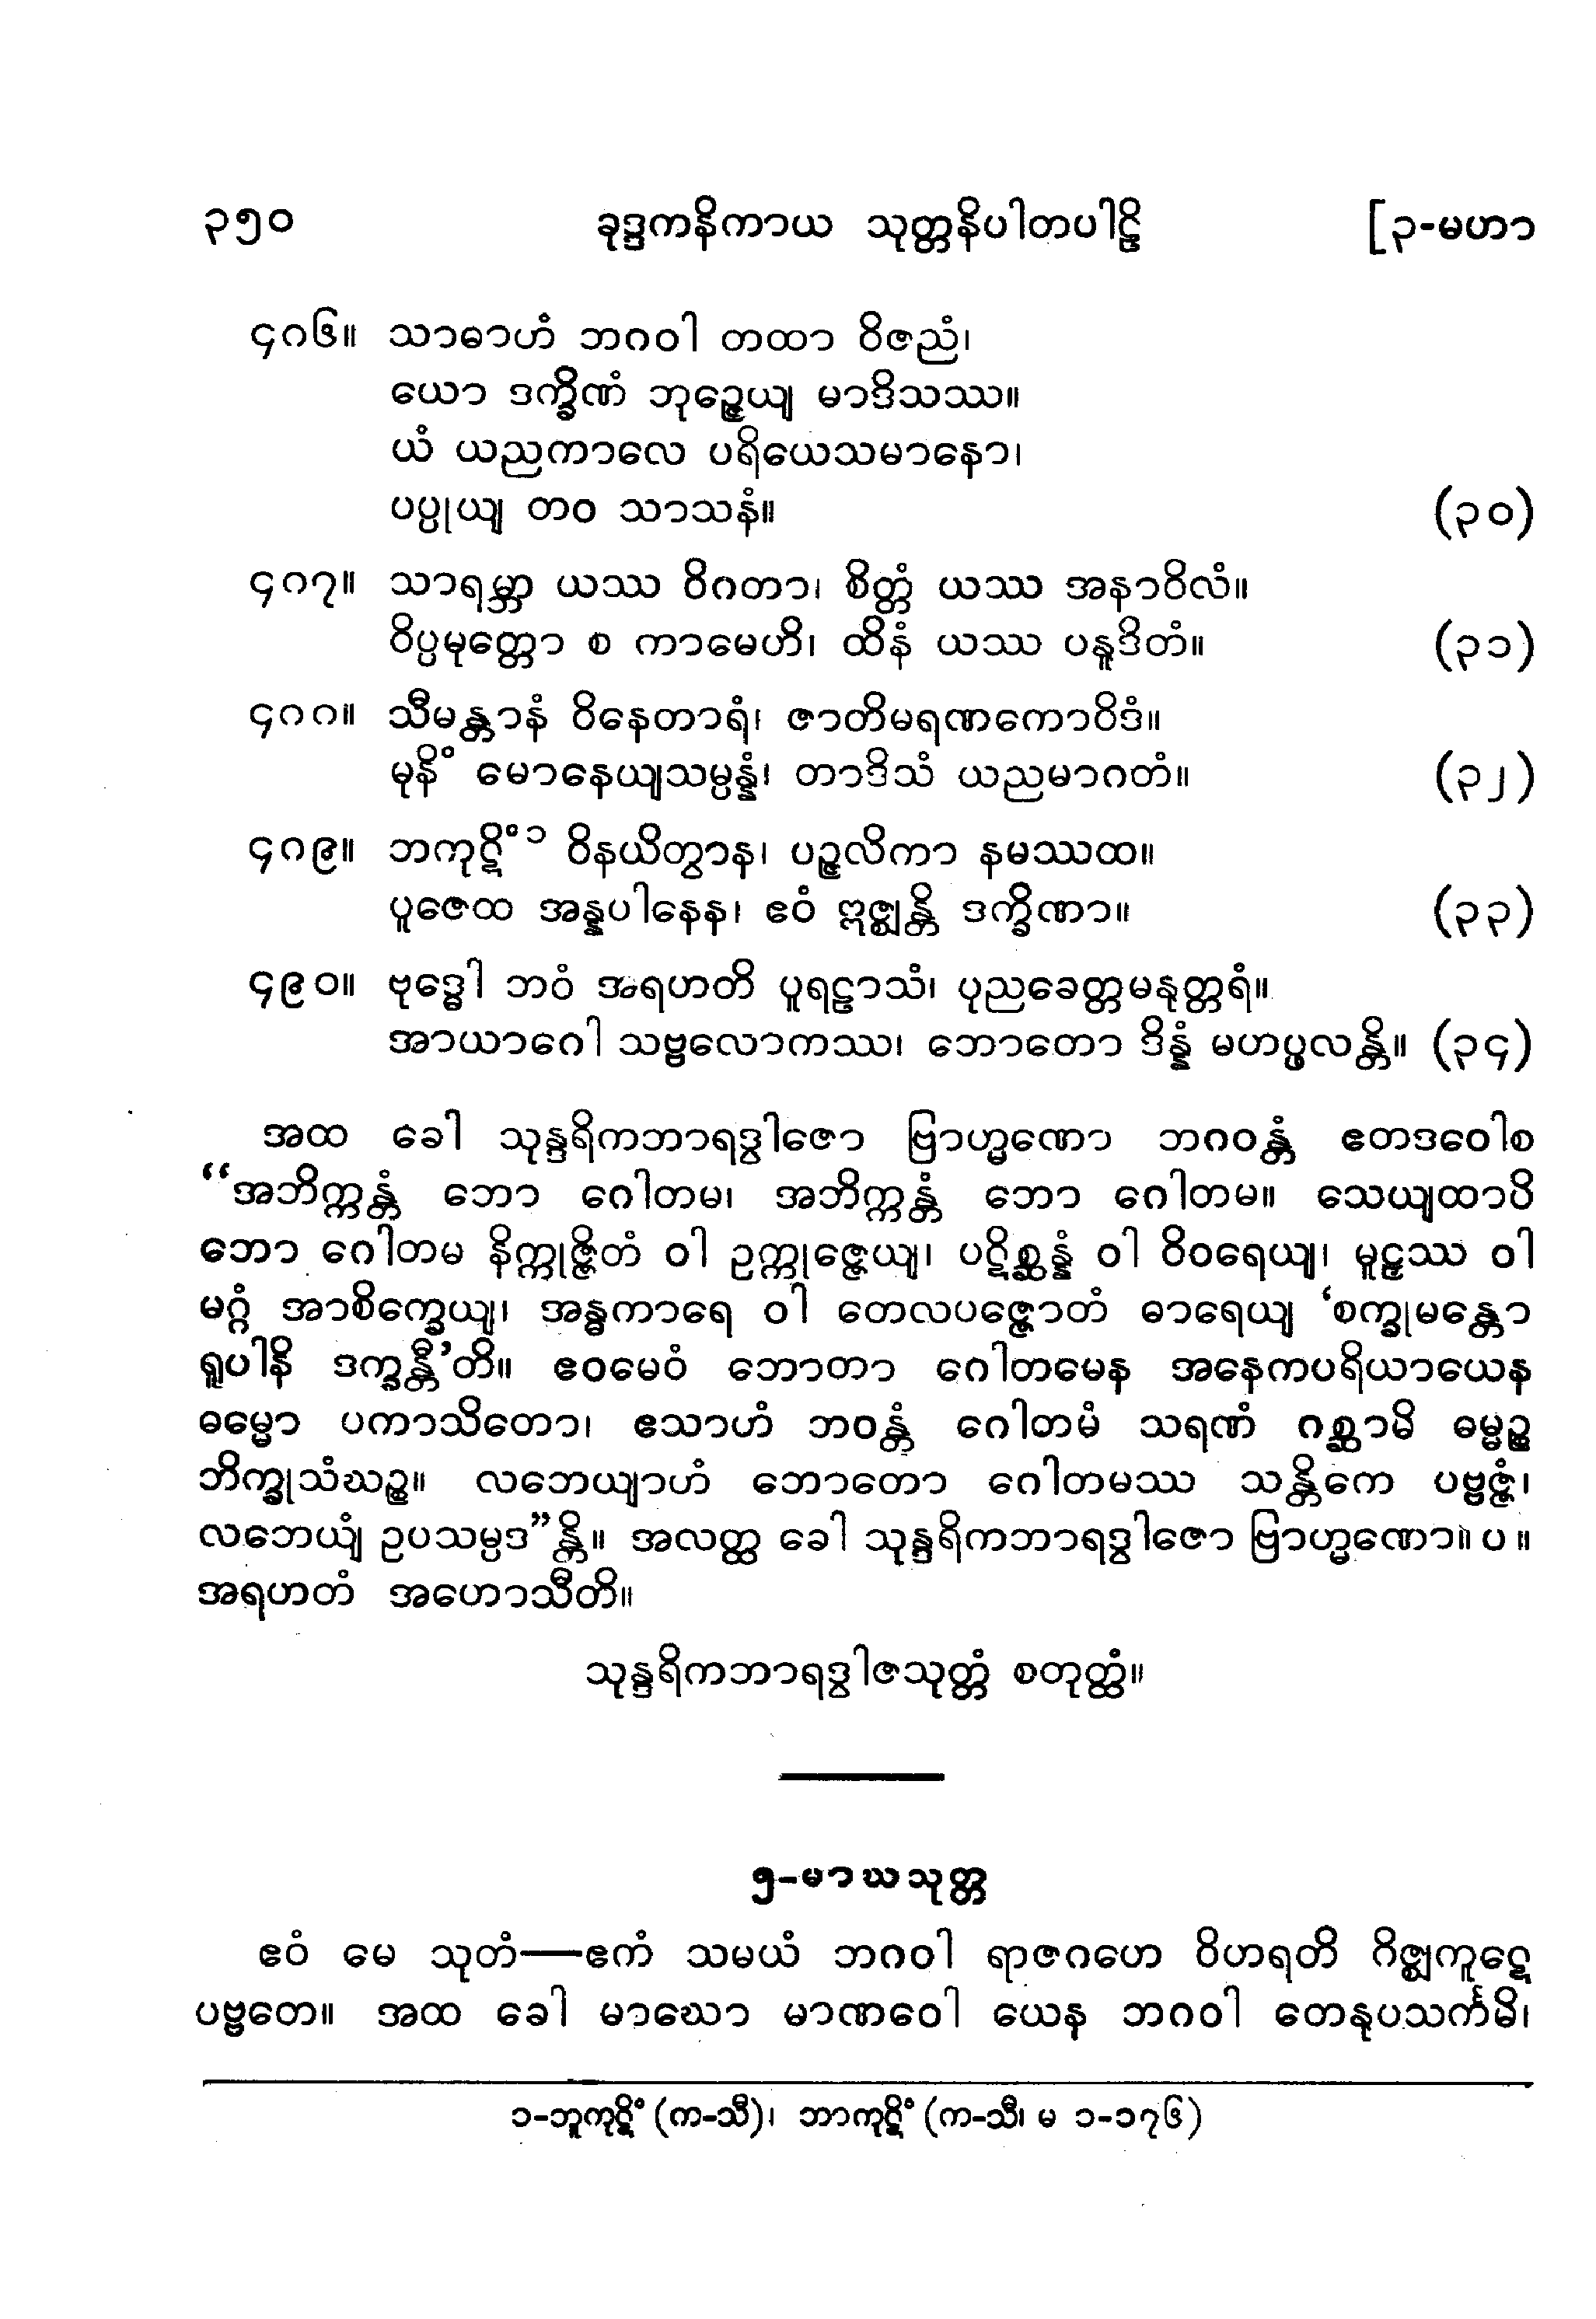 ၃၅၀ ခုဒ္ဒကနိကာယ သုတ္တနိပါတပါဠိ [၃-မဟာ
၄၈၆။ သာဓာဟံ ဘဂဝါ တထာ ဝိဇညံ၊
ယော ဒက္ခိဏံ ဘုဉ္ဇေယျ မာဒိသဿ။
ယံ ယညကာလေ ပရိယေသမာနော၊
ပပ္ပုယျ တဝ သာသနံ။ (၃၀)
၄၈၇။ သာရမ္ဘာ ယဿ ဝိဂတာ၊ စိတ္တံ ယဿ အနာဝိလံ။
ဝိပ္ပမုတ္တော စ ကာမေဟိ၊ ထိနံ ယဿ ပနူဒိတံ။ (၃၁)
၄၈၈။ သီမန္တာနံ ဝိနေတာရံ၊ ဇာတိမရဏကောဝိဒံ။
မုနိံ မောနေယျသမ္ပန္နံ၊ တာဒိသံ ယညမာဂတံ။ (၃၂)
၄၈၉။ ဘကုဋိံ၁ ဝိနယိတွာန၊ ပဉ္ဇလိကာ နမဿထ။
ပူဇေထ အန္နပါနေန၊ ဧဝံ ဣဇ္ဈန္တိ ဒက္ခိဏာ။ (၃၃)
၄၉၀။ ဗုဒ္ဓေါ ဘဝံ အရဟတိ ပူရဠာသံ၊ ပုညခေတ္တမနုတ္တရံ။
အာယာဂေါ သဗ္ဗလောကဿ၊ ဘောတော ဒိန္နံ မဟပ္ဖလန္တိ။ (၃၄)
အထ ခေါ သုန္ဒရိကဘာရဒွါဇော ဗြာဟ္မဏော ဘဂဝန္တံ ဧတဒဝေါစ
“အဘိက္ကန္တံ ဘော ဂေါတမ၊ အဘိက္ကန္တံ ဘော ဂေါတမ။ သေယျထာပိ
ဘော ဂေါတမ နိက္ကုဇ္ဇိတံ ဝါ ဥက္ကုဇ္ဇေယျ၊ ပဋိစ္ဆန္နံ ဝါ ဝိဝရေယျ၊ မူဠှဿ ဝါ
မဂ္ဂံ အာစိက္ခေယျ၊ အန္ဓကာရေ ဝါ တေလပဇ္ဇောတံ ဓာရေယျ ‘စက္ခုမန္တော
ရူပါနိ ဒက္ခန္တီ’တိ။ ဧဝမေဝံ ဘောတာ ဂေါတမေန အနေကပရိယာယေန
ဓမ္မော ပကာသိတော၊ ဧသာဟံ ဘဝန္တံ ဂေါတမံ သရဏံ ဂစ္ဆာမိ ဓမ္မဉ္စ
ဘိက္ခုသံဃဉ္စ။ လဘေယျာဟံ ဘောတော ဂေါတမဿ သန္တိကေ ပဗ္ဗဇ္ဇံ၊
လဘေယျံ ဥပသမ္ပဒ”န္တိ။ အလတ္ထ ခေါ သုန္ဒရိကဘာရဒွါဇော ဗြာဟ္မဏော။ ပ ။
အရဟတံ အဟောသီတိ။
သုန္ဒရိကဘာရဒွါဇသုတ္တံ စတုတ္ထံ။
၅-မာဃသုတ္တ
ဧဝံ မေ သုတံ—ဧကံ သမယံ ဘဂဝါ ရာဇဂဟေ ဝိဟရတိ ဂိဇ္ဈကူဋေ
ပဗ္ဗတေ။ အထ ခေါ မာဃော မာဏဝေါ ယေန ဘဂဝါ တေနုပသင်္ကမိ၊
၁-ဘူကုဋိံ (က-သီ)၊ ဘာကုဋိံ (က-သီ၊ မ ၁-၁၇၆)